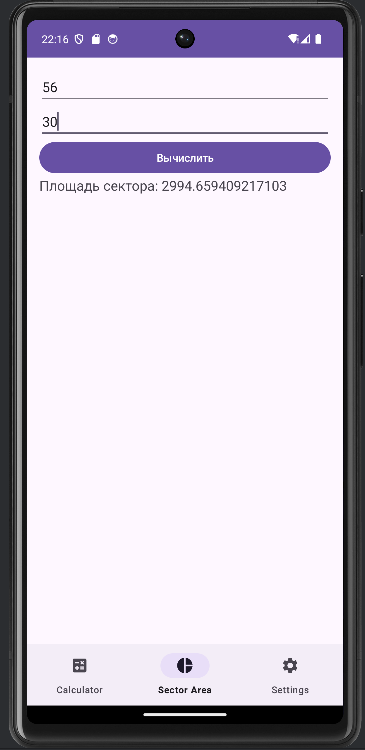 22:16
56
30
Вычислить
Площадь сектора: 2994.659409217103
Calculator
Sector Area
Settings